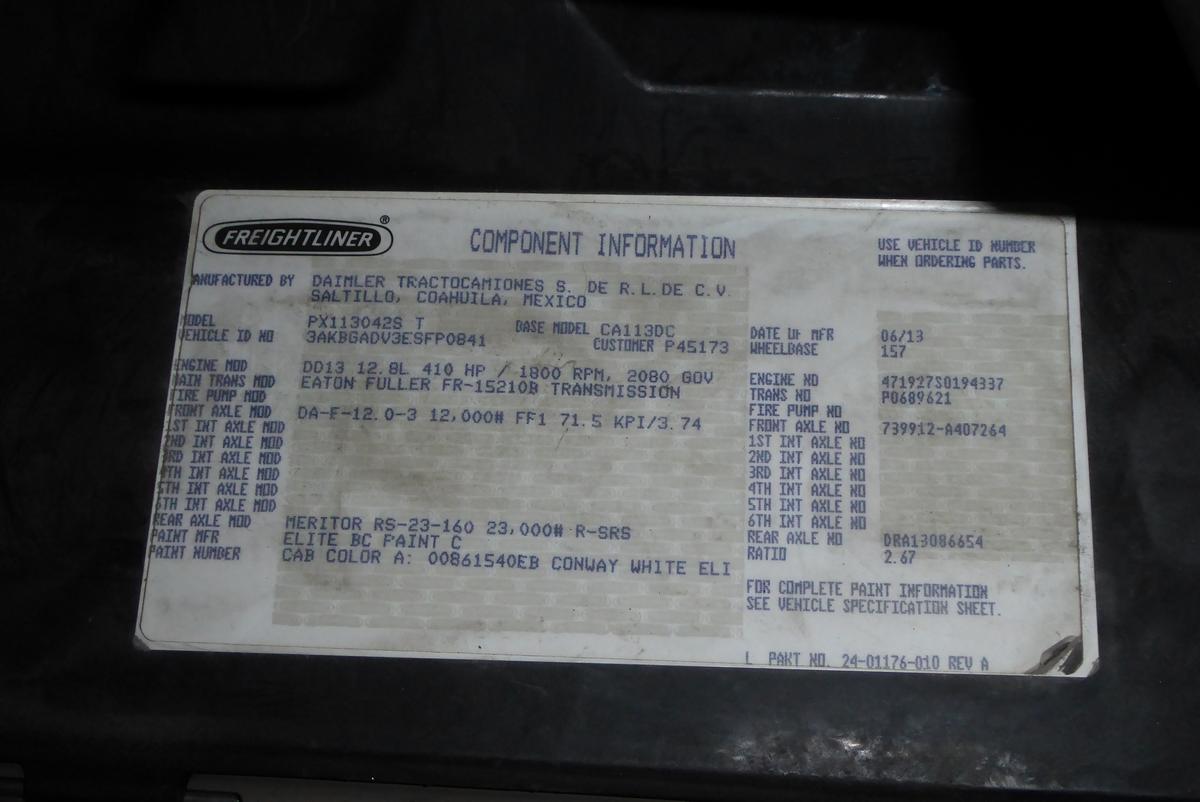 FREIGHTLINER®
COMPONENT INFORMATION
USE VEHICLE ID NUMBER
WHEN ORDERING PARTS.
ANUFACTURED BY DAIMLER TRACTOCAMIONES S. DE R.L.DE C.V.
SALTILLO, COAHUILA, MEXICO
MODEL PX113042S T BASE MODEL CA113DC DATE OF MFR 06/13
VEHICLE ID NO 3AKBGADV3ESFP0841 CUSTOMER P45173 WHEELBASE 157
ENGINE MOD DD13 12.8L 410 HP / 1800 RPM, 2080 GOV ENGINE NO 471927S0194337
MAIN TRANS MOD EATON FULLER FR-15210B TRANSMISSION TRANS NO P0689621
FIRE PUMP MOD FIRE PUMP NO
FRONT AXLE MOD DA-F-12.0-3 12,000# FF1 71.5 KPI/3.74 FRONT AXLE NO 739912-A407264
1ST INT AXLE MOD 1ST INT AXLE NO
2ND INT AXLE MOD 2ND INT AXLE NO
3RD INT AXLE MOD 3RD INT AXLE NO
4TH INT AXLE MOD 4TH INT AXLE NO
5TH INT AXLE MOD 5TH INT AXLE NO
6TH INT AXLE MOD 6TH INT AXLE NO
REAR AXLE MOD MERITOR RS-23-160 23,000# R-SRS REAR AXLE NO DRA13086654
PAINT MFR ELITE BC PAINT C RATIO 2.67
PAINT NUMBER CAB COLOR A: 00861540EB CONWAY WHITE ELI
FOR COMPLETE PAINT INFORMATION
SEE VEHICLE SPECIFICATION SHEET.
L PART NO. 24-01176-010 REV A